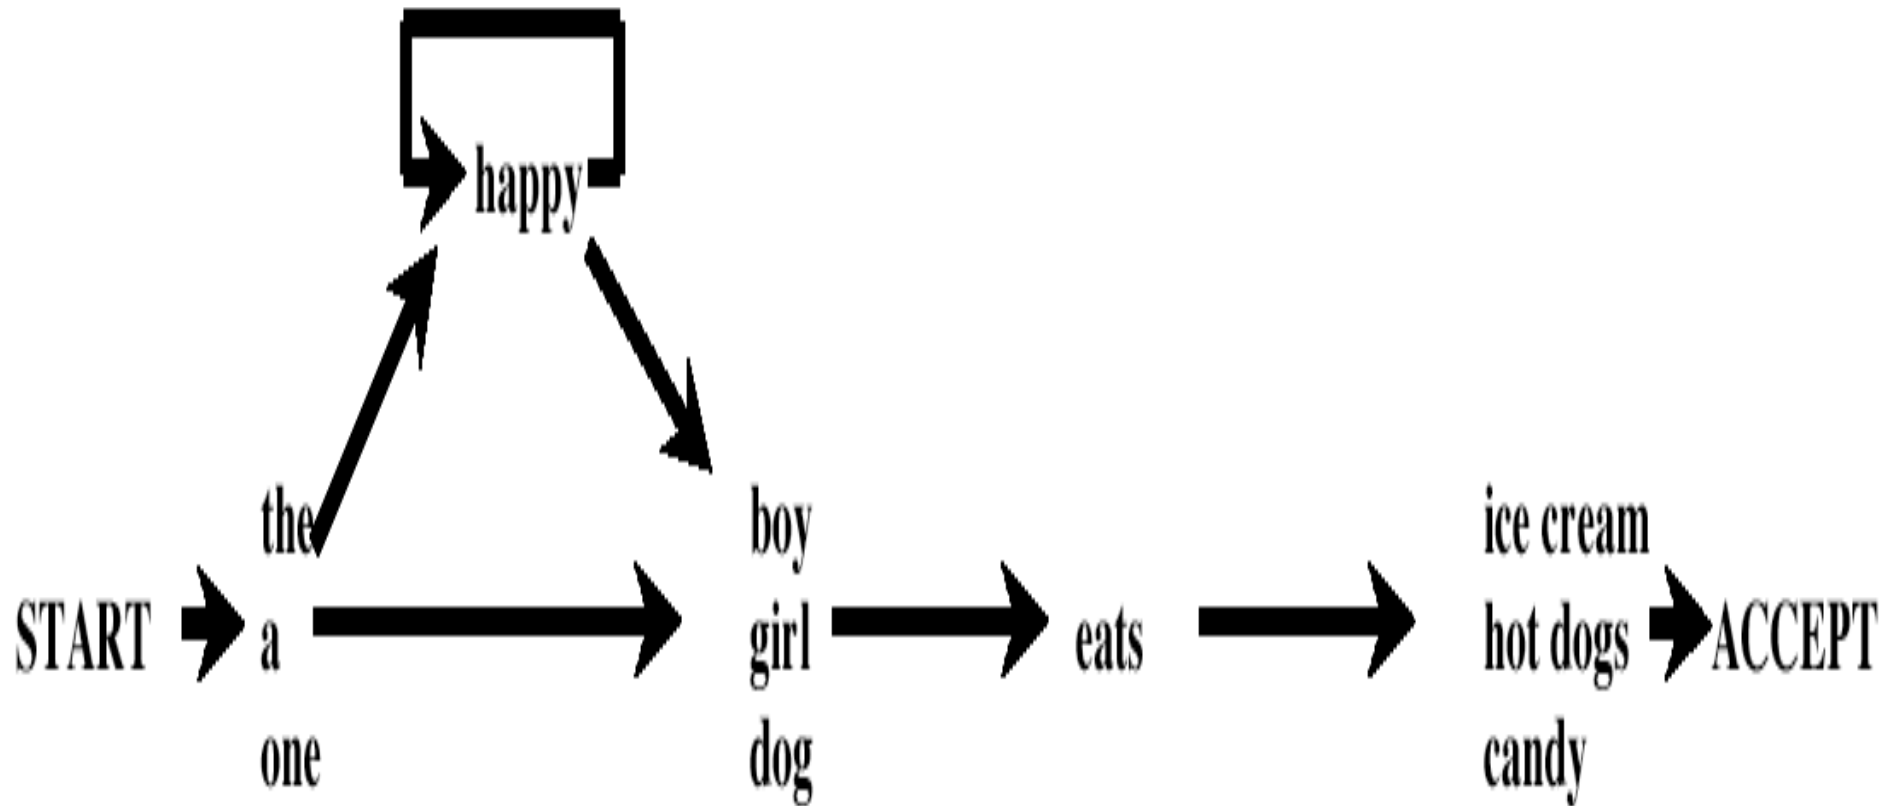 happy
the
boy
ice cream
START
a
girl
eats
hot dogs
ACCEPT
one
dog
candy